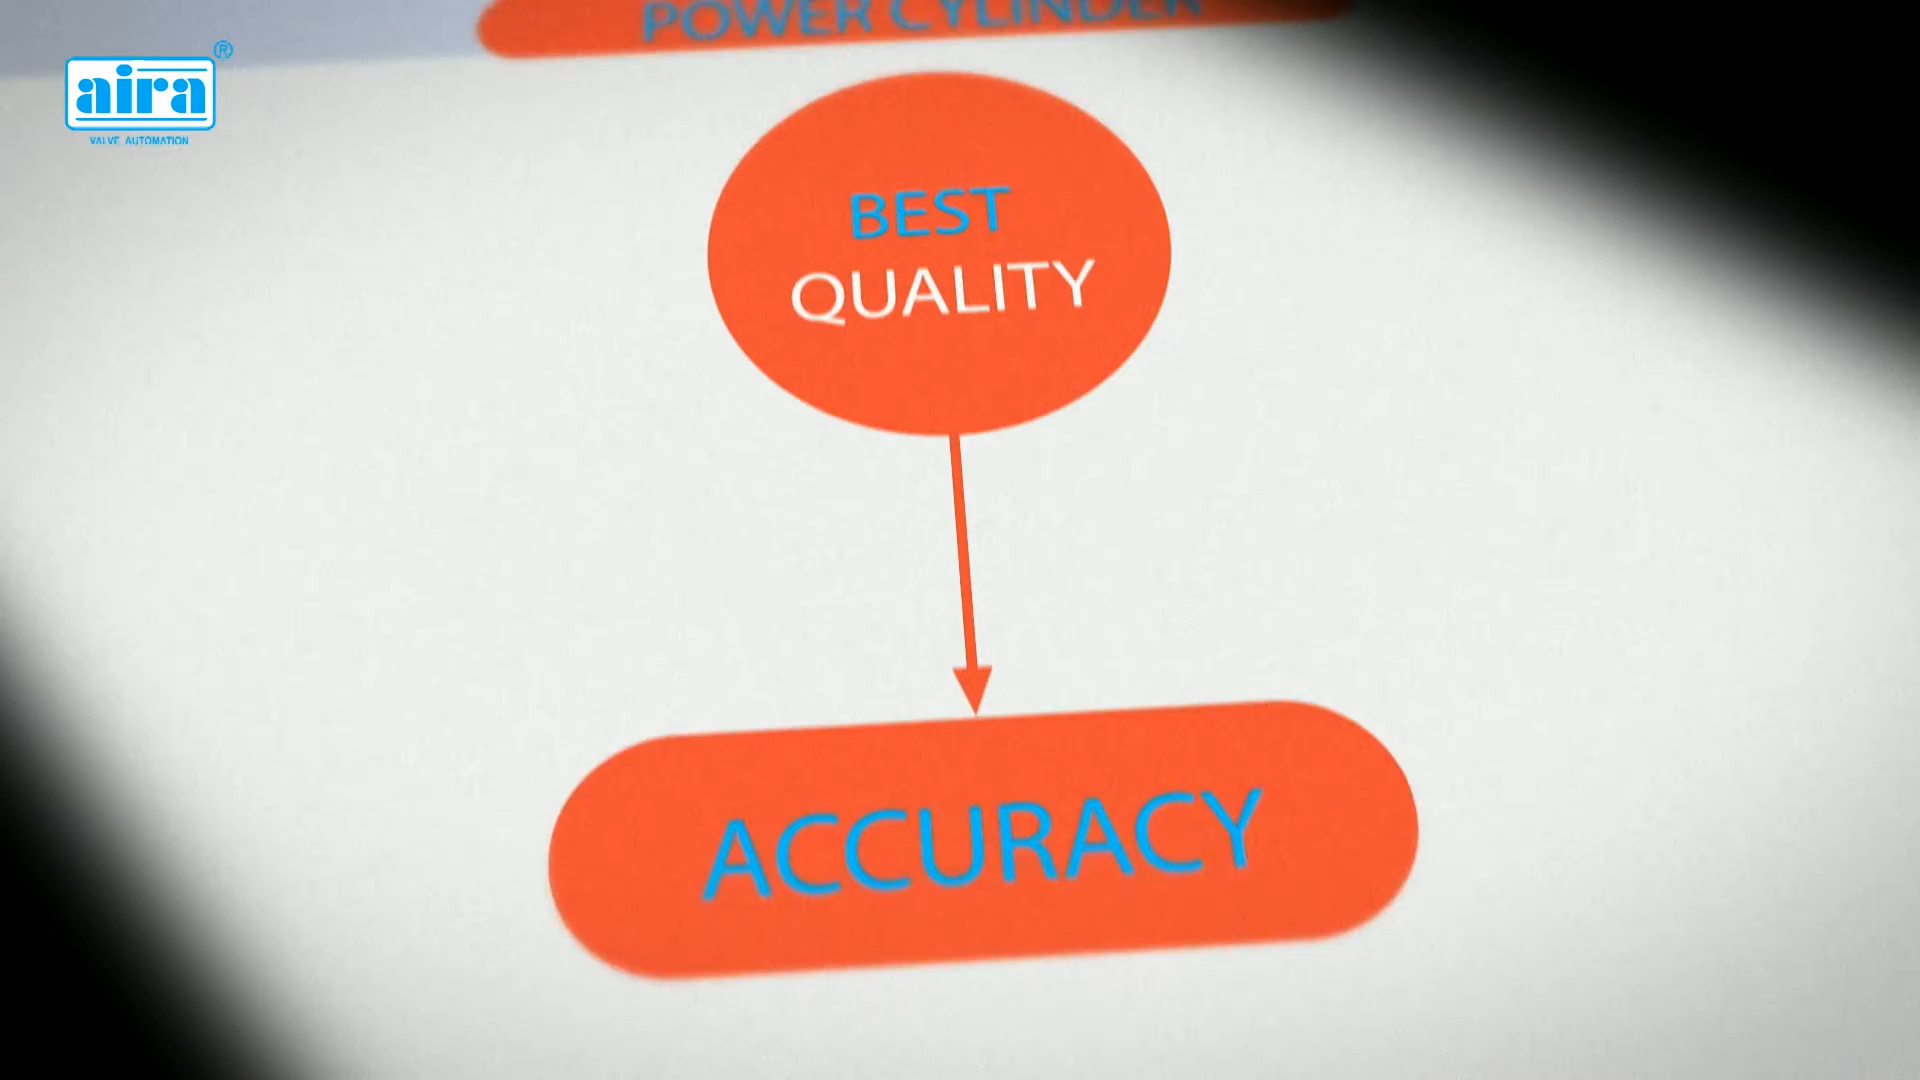 POWER CYLINDER
aira
®
VALVE AUTOMATION
BEST
QUALITY
ACCURACY